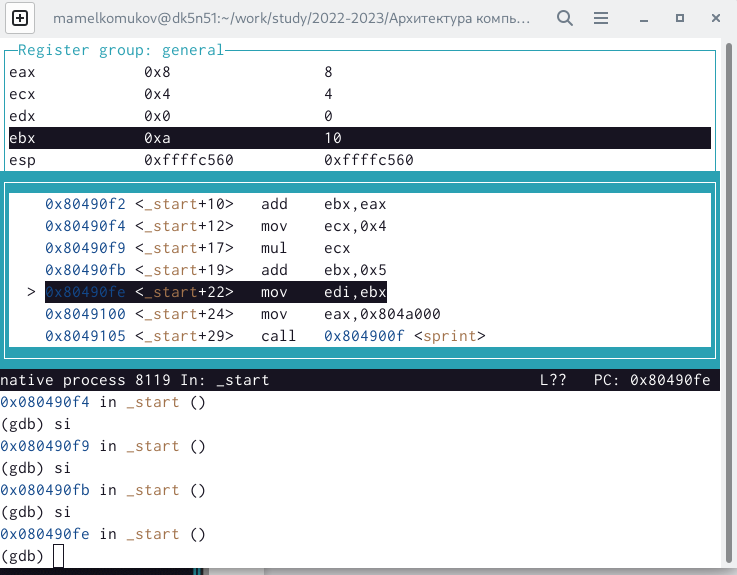 mamelkomukov@dk5n51:~/work/study/2022-2023/Архитектура компь…
Register group: general
eax 0x8 8
ecx 0x4 4
edx 0x0 0
ebx 0xa 10
esp 0xffffc560 0xffffc560
0x80490f2 <_start+10> add ebx,eax
0x80490f4 <_start+12> mov ecx,0x4
0x80490f9 <_start+17> mul ecx
0x80490fb <_start+19> add ebx,0x5
> 0x80490fe <_start+22> mov edi,ebx
0x8049100 <_start+24> mov eax,0x804a000
0x8049105 <_start+29> call 0x804900f <sprint>
native process 8119 In: _start L?? PC: 0x80490fe
0x080490f4 in _start ()
(gdb) si
0x080490f9 in _start ()
(gdb) si
0x080490fb in _start ()
(gdb) si
0x080490fe in _start ()
(gdb)